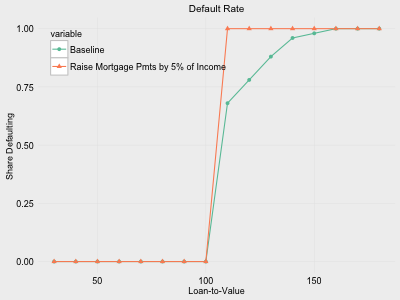 Default Rate
variable
Baseline
Raise Mortgage Pmts by 5% of Income
Share Defaulting
1.00
0.75
0.50
0.25
0.00
50
100
150
Loan-to-Value